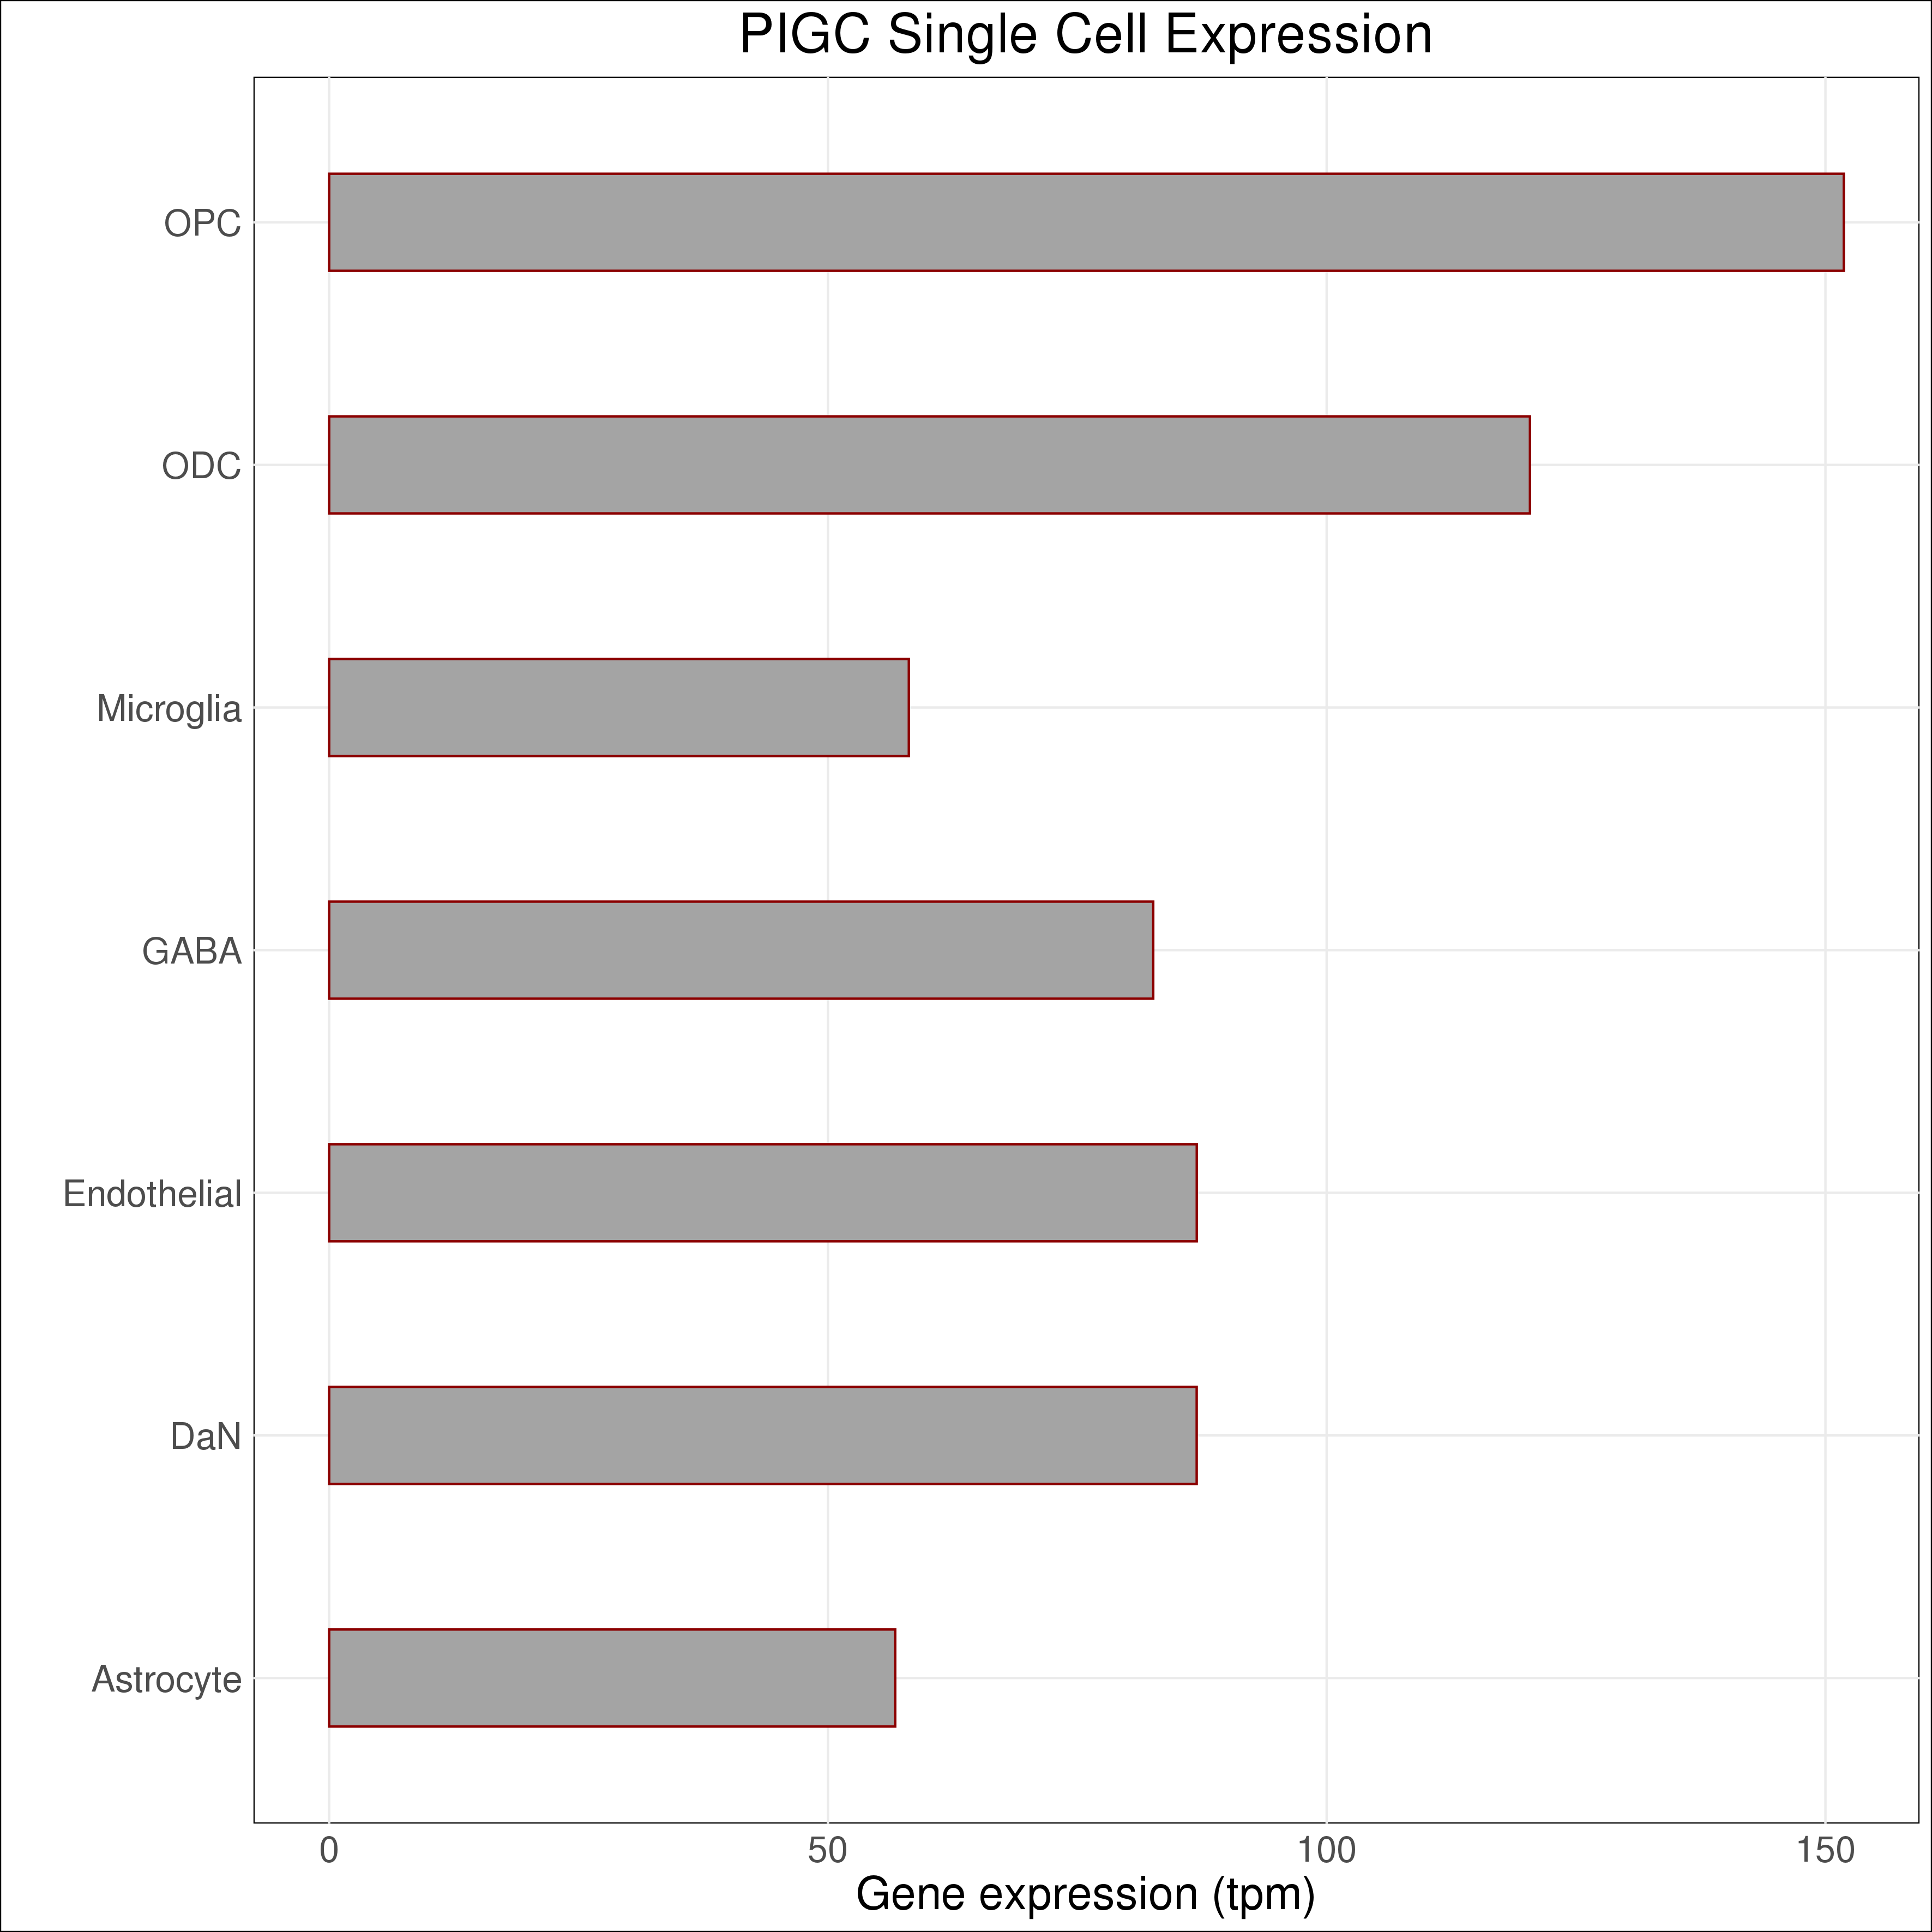 PIGC Single Cell Expression
OPC
ODC
Microglia
GABA
Endothelial
DaN
Astrocyte
0 50 100 150
Gene expression (tpm)